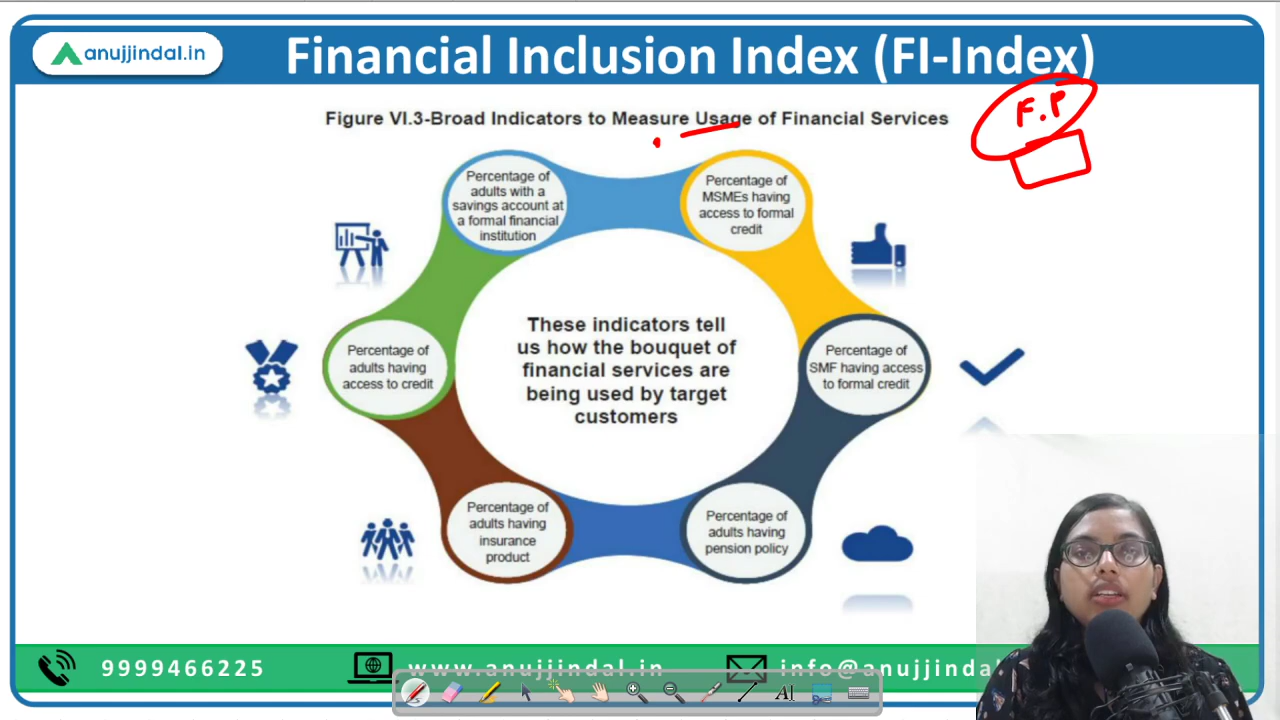 anujjindal.in
Financial Inclusion Index (FI-Index)
Figure VI.3-Broad Indicators to Measure Usage of Financial Services
F.P
Percentage of
adults with a
savings account at
a formal financial
institution
Percentage of
MSMEs having
access to formal
credit
Percentage of
adults having
access to credit
These indicators tell
us how the bouquet of
financial services are
being used by target
customers
Percentage of
SMF having access
to formal credit
Percentage of
adults having
insurance
product
Percentage of
adults having
pension policy
9999466225
www.anujjindal.in
info@anujjinda
AI